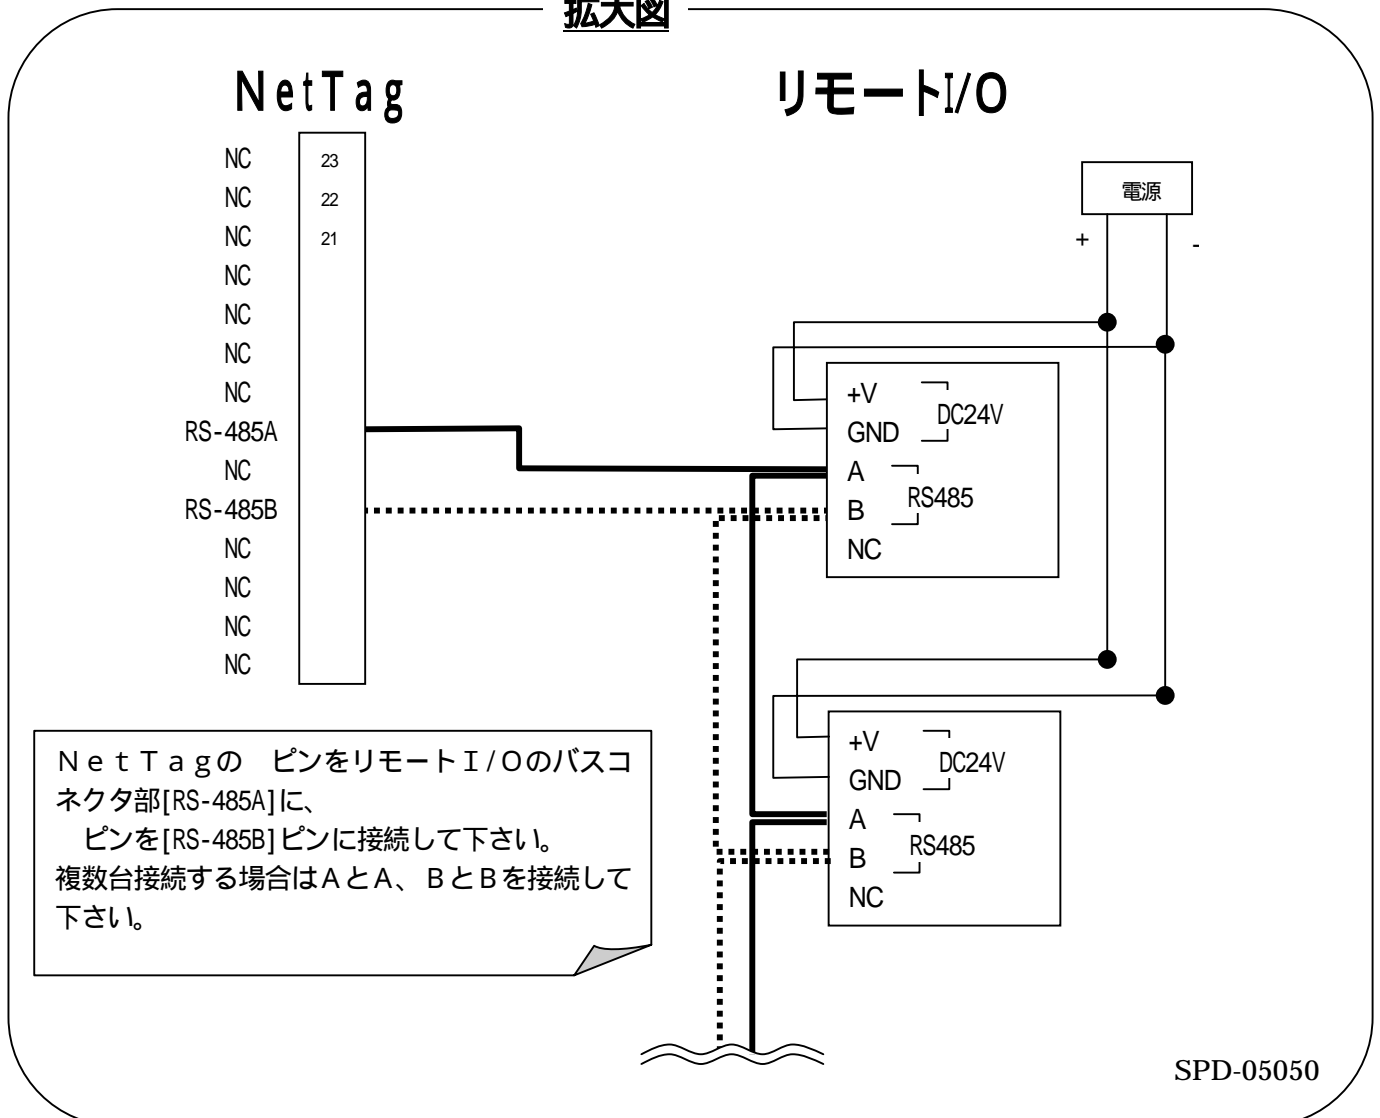 拡大図
NetTag
リモートI/O
NC 23
NC 22
NC 21
NC
NC
NC
NC
RS-485A
NC
RS-485B
NC
NC
NC
NC
電源
+ -
+V
DC24V
GND
A
RS485
B
NC
+V
DC24V
GND
A
RS485
B
NC
NetTagの ピンをリモートI/Oのバスコ
ネクタ部[RS-485A]に、
ピンを[RS-485B]ピンに接続して下さい。
複数台接続する場合はAとA、BとBを接続して
下さい。
SPD-05050